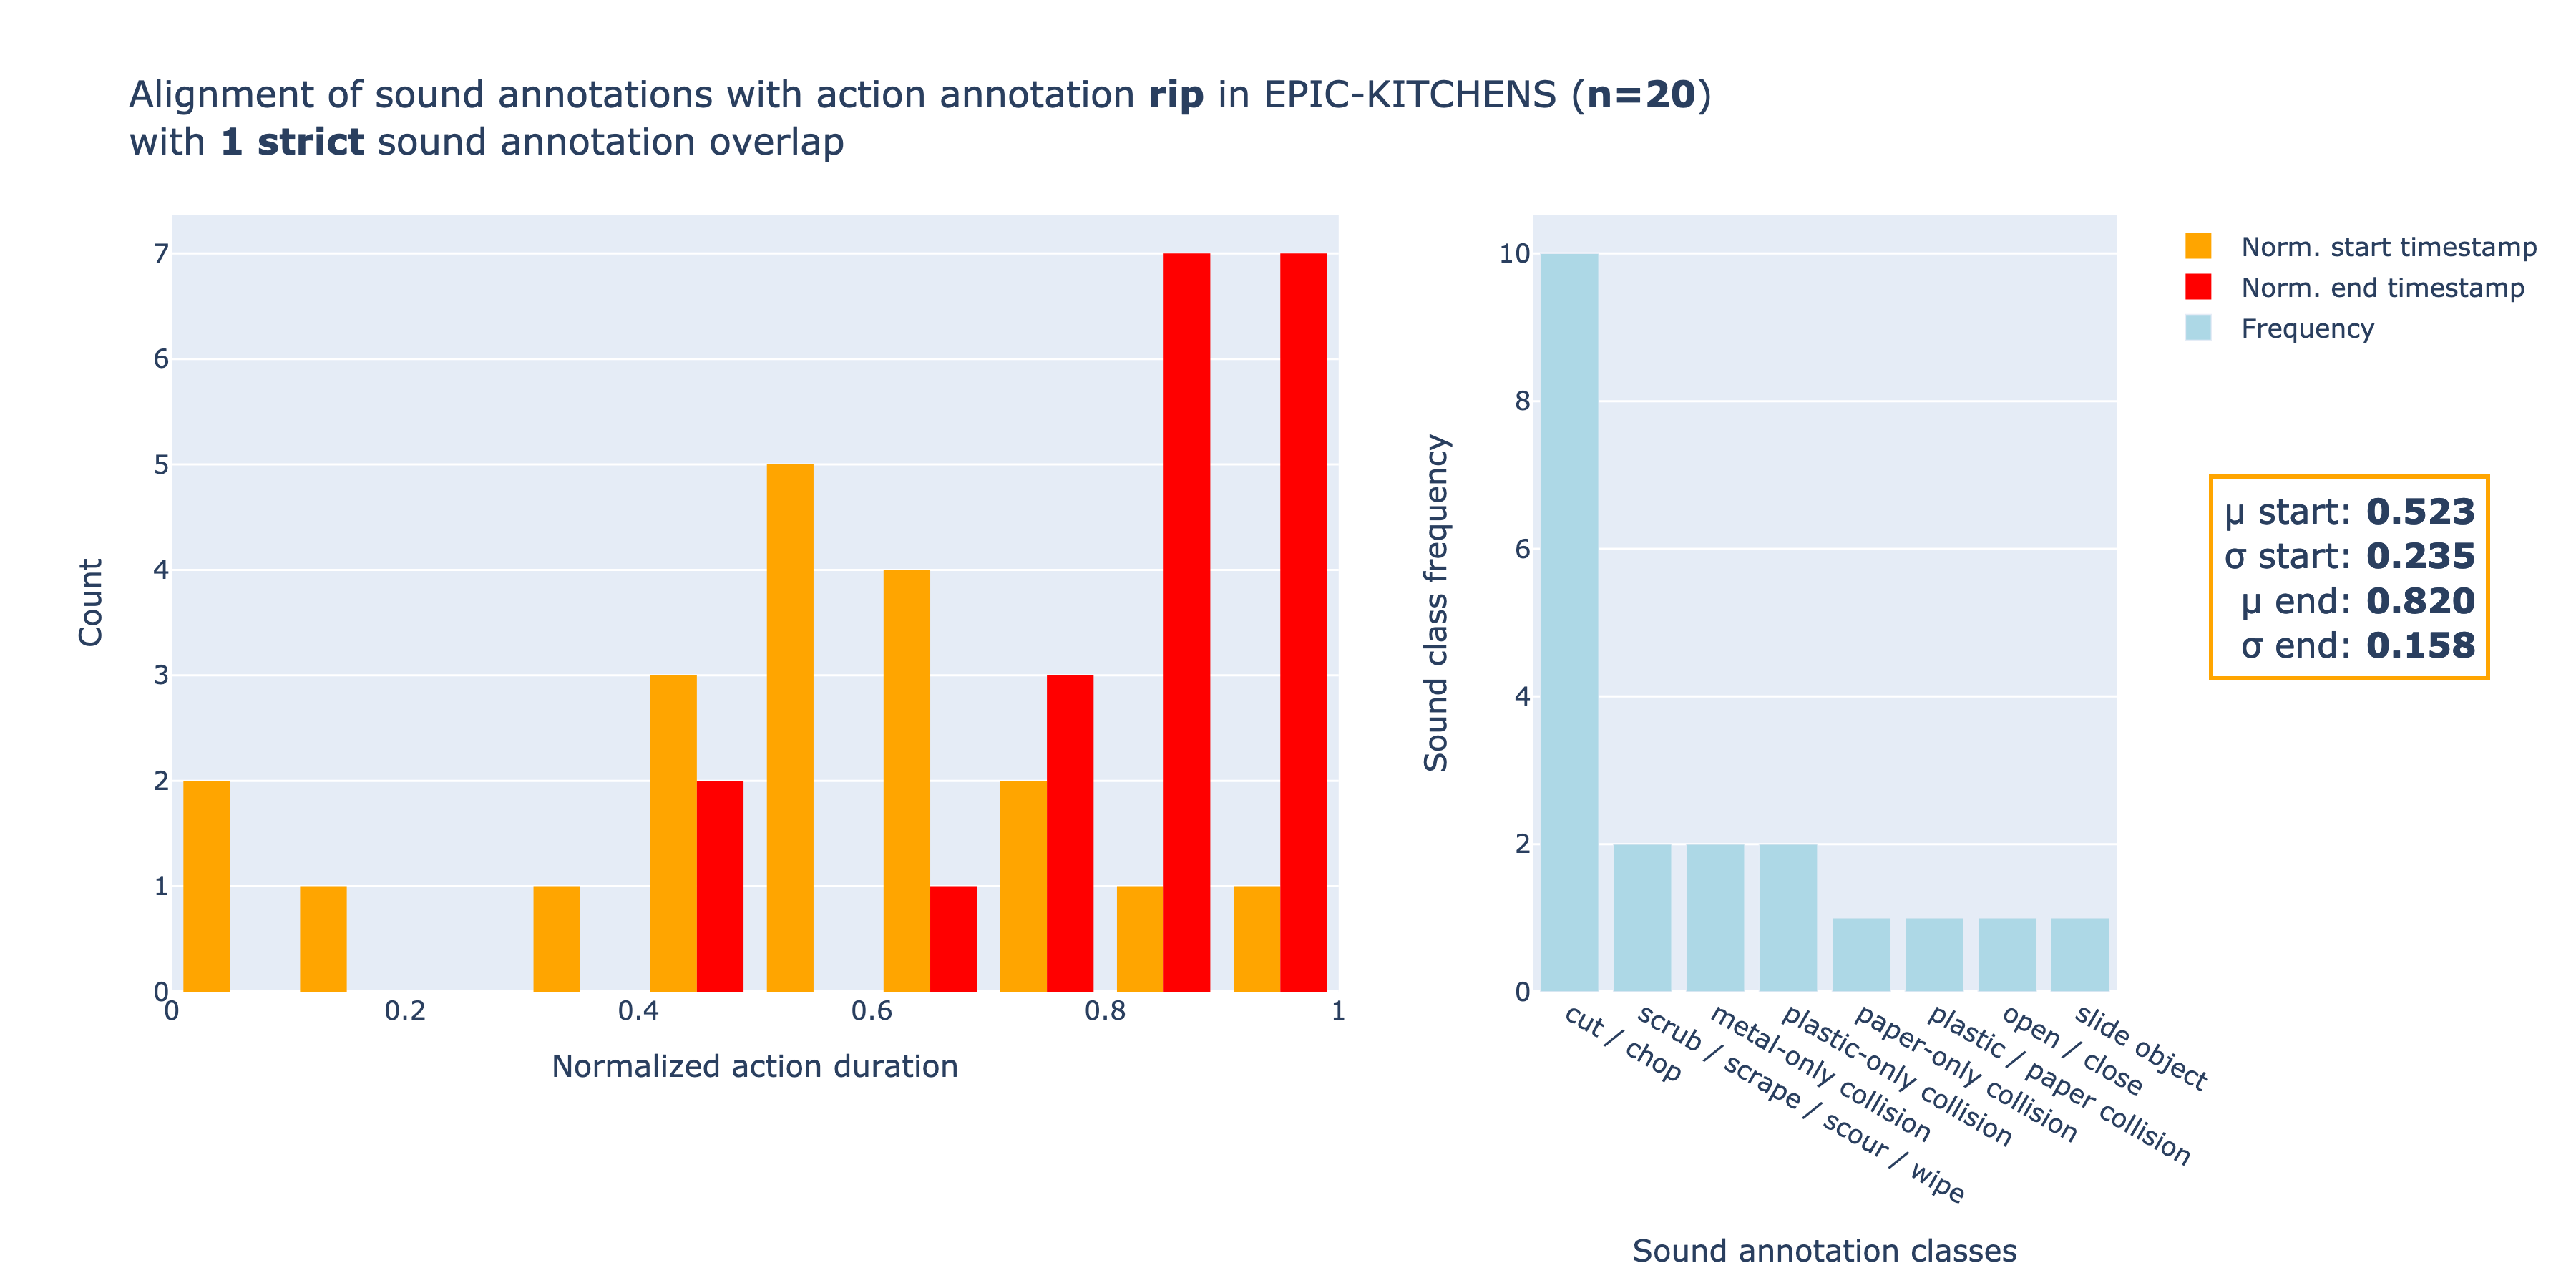 Alignment of sound annotations with action annotation rip in EPIC-KITCHENS (n=20)
with 1 strict sound annotation overlap
7
6
5
4
3
2
1
0
Count
0
0.2
0.4
0.6
0.8
1
Normalized action duration
10
8
6
4
2
0
Sound class frequency
cut / chop
scrub / scrape / scour / wipe
metal-only collision
plastic-only collision
paper-only collision
plastic / paper collision
open / close
slide object
Sound annotation classes
Norm. start timestamp
Norm. end timestamp
Frequency
μ start: 0.523
σ start: 0.235
μ end: 0.820
σ end: 0.158